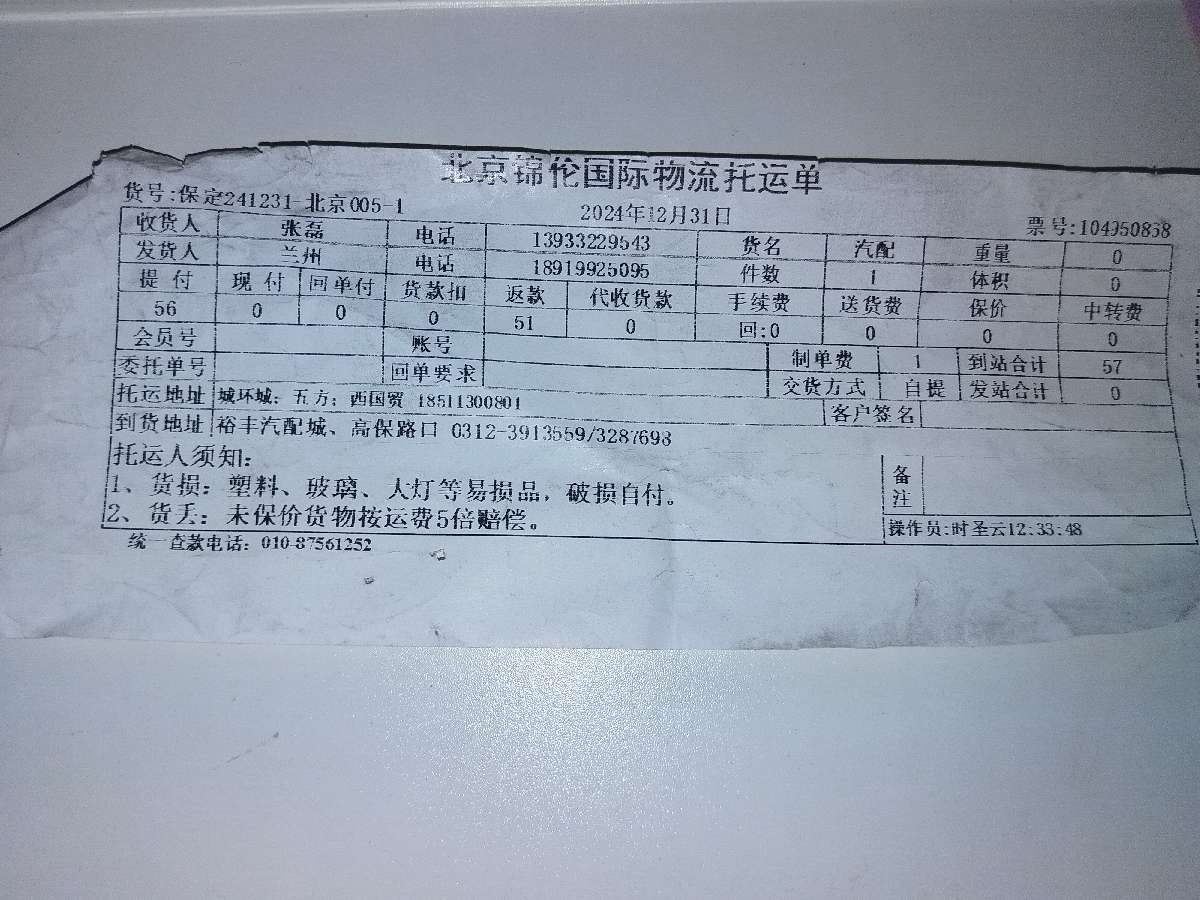 北京锦伦国际物流托运单
货号:保定241231-北京005-1 2024年12月31日 票号:104950838
收货人 张磊 电话 13933229543 货名 汽配 重量 0
发货人 兰州 电话 18919925095 件数 1 体积 0
提付 现付 回单付 货款扣 返款 代收货款 手续费 送货费 保价 中转费
56 0 0 0 51 0 回:0 0 0 0
会员号 账号 制单费 1 到站合计 57
委托单号 回单要求 交货方式 自提 发站合计 0
托运地址 城环城; 五方; 西国贸 18511300801 客户签名
到货地址 裕丰汽配城、高保路口 0312-3913559/3287698
托运人须知: 备注
1、货损: 塑料、玻璃、大灯等易损品, 破损自付。
2、货丢: 未保价货物按运费5倍赔偿。 操作员:时圣云12:33:48
统一查款电话: 010-87561252